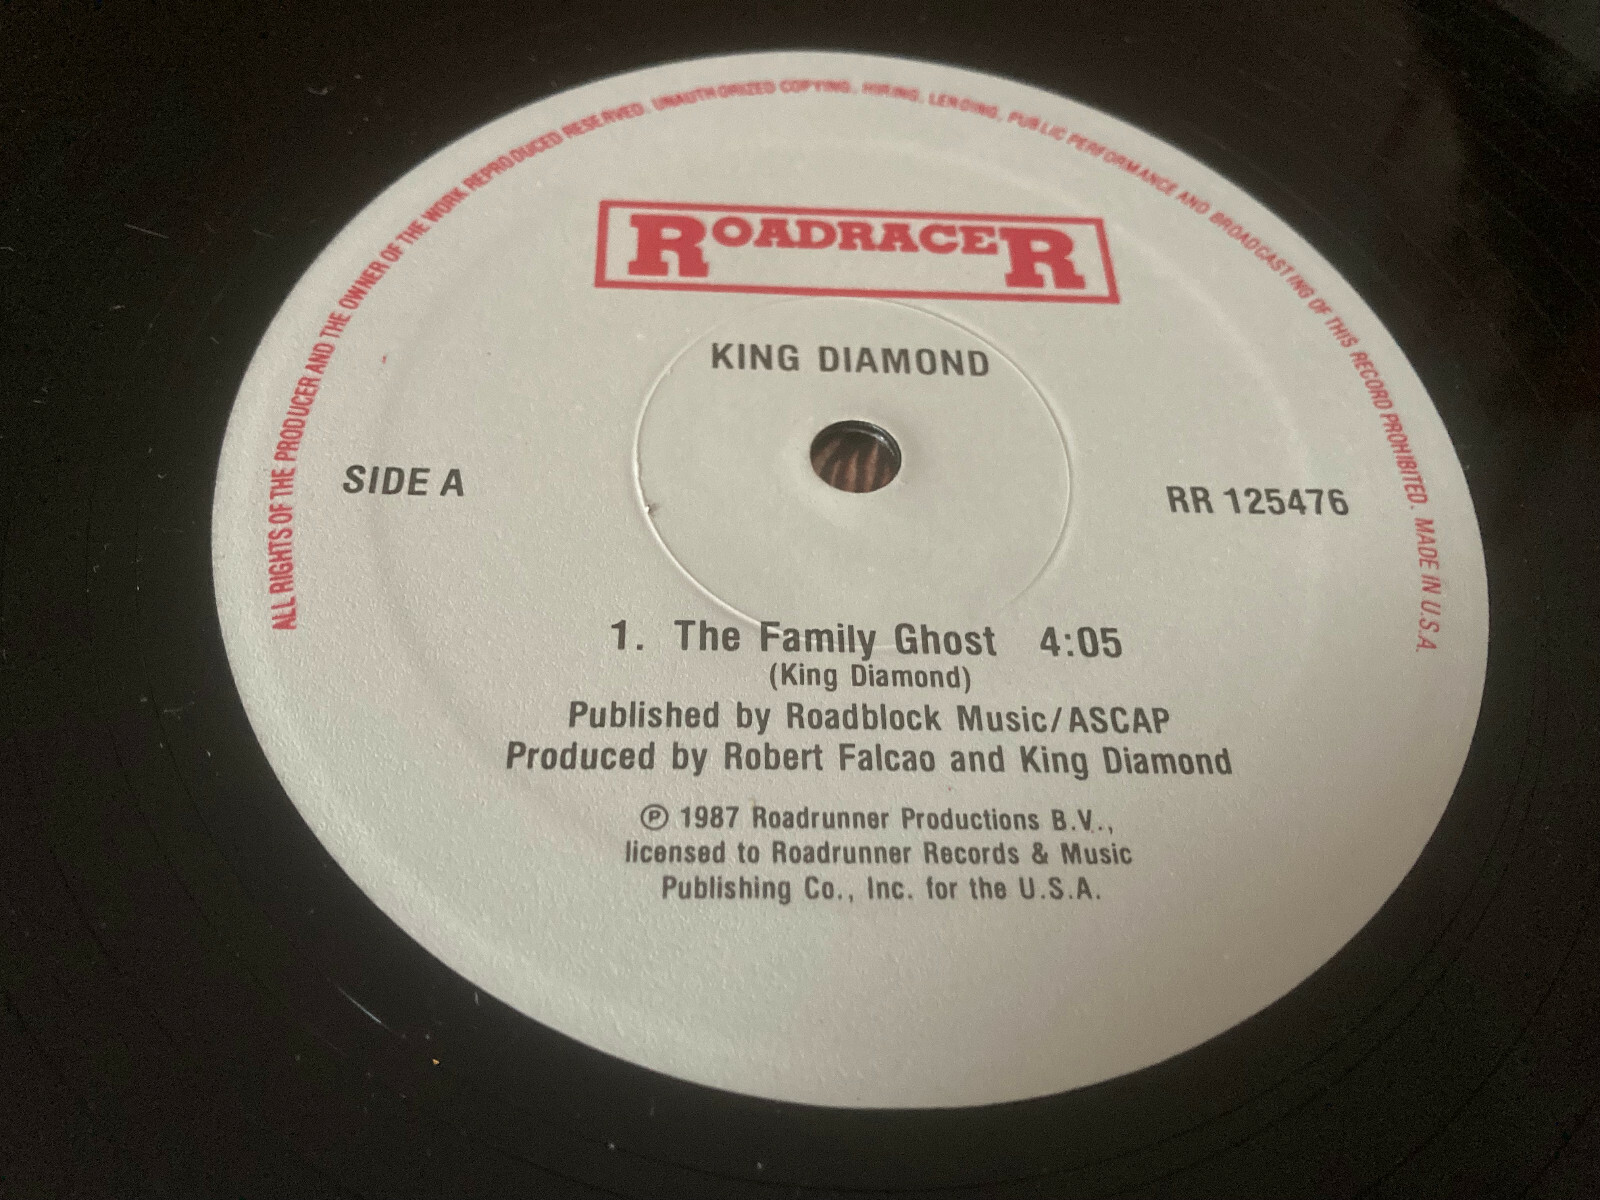 ALL RIGHTS OF THE PRODUCER AND THE OWNER OF THE WORK REPRODUCED RESERVED. UNAUTHORIZED COPYING, HIRING, LENDING, PUBLIC PERFORMANCE AND BROADCASTING OF THIS RECORD PROHIBITED. MADE IN U.S.A.
ROADRACER
KING DIAMOND
SIDE A
RR 125476
1. The Family Ghost 4:05
(King Diamond)
Published by Roadblock Music/ASCAP
Produced by Robert Falcao and King Diamond
℗ 1987 Roadrunner Productions B.V.,
licensed to Roadrunner Records & Music
Publishing Co., Inc. for the U.S.A.